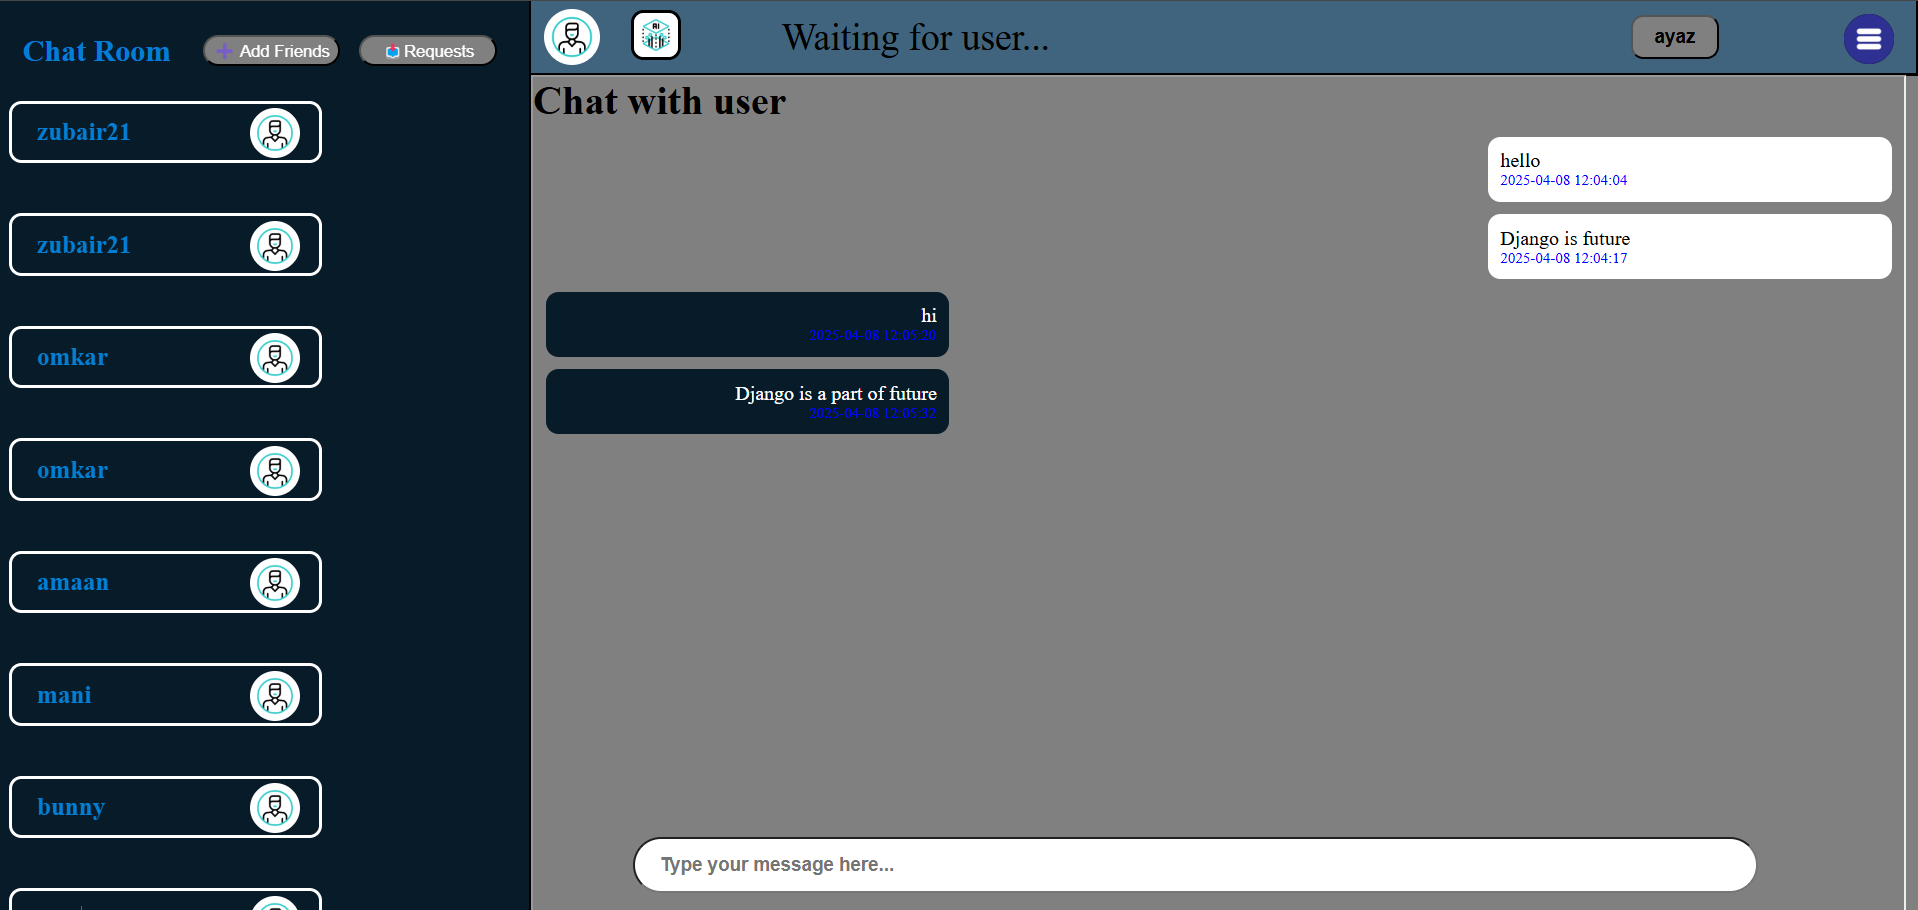 Chat Room
Add Friends
Requests
zubair21
zubair21
omkar
omkar
amaan
mani
bunny
AI
Waiting for user...
ayaz
Chat with user
hello
2025-04-08 12:04:04
Django is future
2025-04-08 12:04:17
hi
2025-04-08 12:05:20
Django is a part of future
2025-04-08 12:05:32
Type your message here...